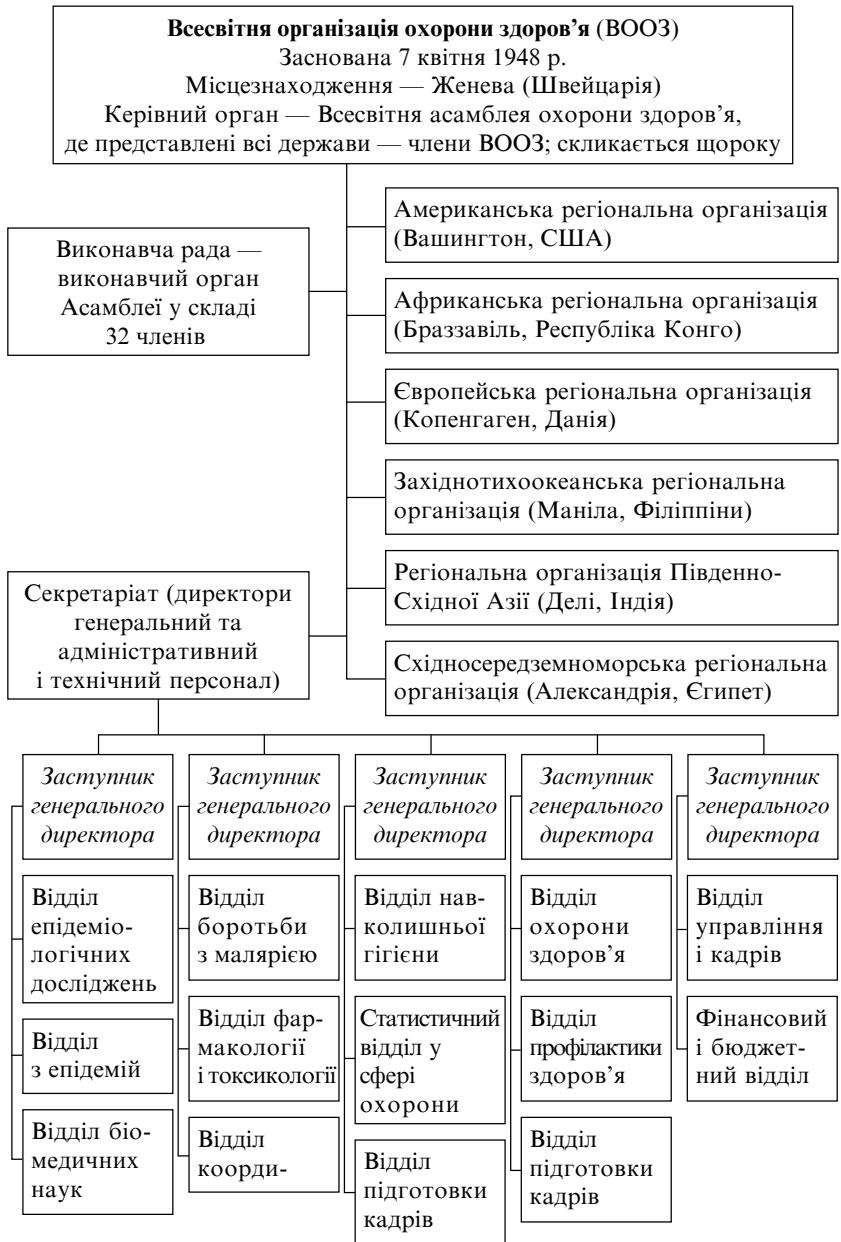 Всесвітня організація охорони здоров'я (ВООЗ)
Заснована 7 квітня 1948 р.
Місцезнаходження — Женева (Швейцарія)
Керівний орган — Всесвітня асамблея охорони здоров'я,
де представлені всі держави — члени ВООЗ; скликається щороку
Виконавча рада —
виконавчий орган
Асамблеї у складі
32 членів
Американська регіональна організація
(Вашингтон, США)
Африканська регіональна організація
(Браззавіль, Республіка Конго)
Європейська регіональна організація
(Копенгаген, Данія)
Західнотихоокеанська регіональна
організація (Маніла, Філіппіни)
Регіональна організація Південно-
Східної Азії (Делі, Індія)
Східносередземноморська регіональна
організація (Александрія, Єгипет)
Секретаріат (директори
генеральний та
адміністративний
і технічний персонал)
Заступник
генерального
директора
Відділ
епідеміо-
логічних
досліджень
Відділ
з епідемій
Відділ біо-
медичних
наук
Заступник
генерального
директора
Відділ
боротьби
з малярією
Відділ фар-
макології
і токсикології
Відділ
коорди-
Заступник
генерального
директора
Відділ нав-
колишньої
гігієни
Статистичний
відділ у
сфері
охорони
Відділ
підготовки
кадрів
Заступник
генерального
директора
Відділ
охорони
здоров'я
Відділ
профілактики
здоров'я
Відділ
підготовки
кадрів
Заступник
генерального
директора
Відділ
управління
і кадрів
Фінансовий
і бюджет-
ний відділ